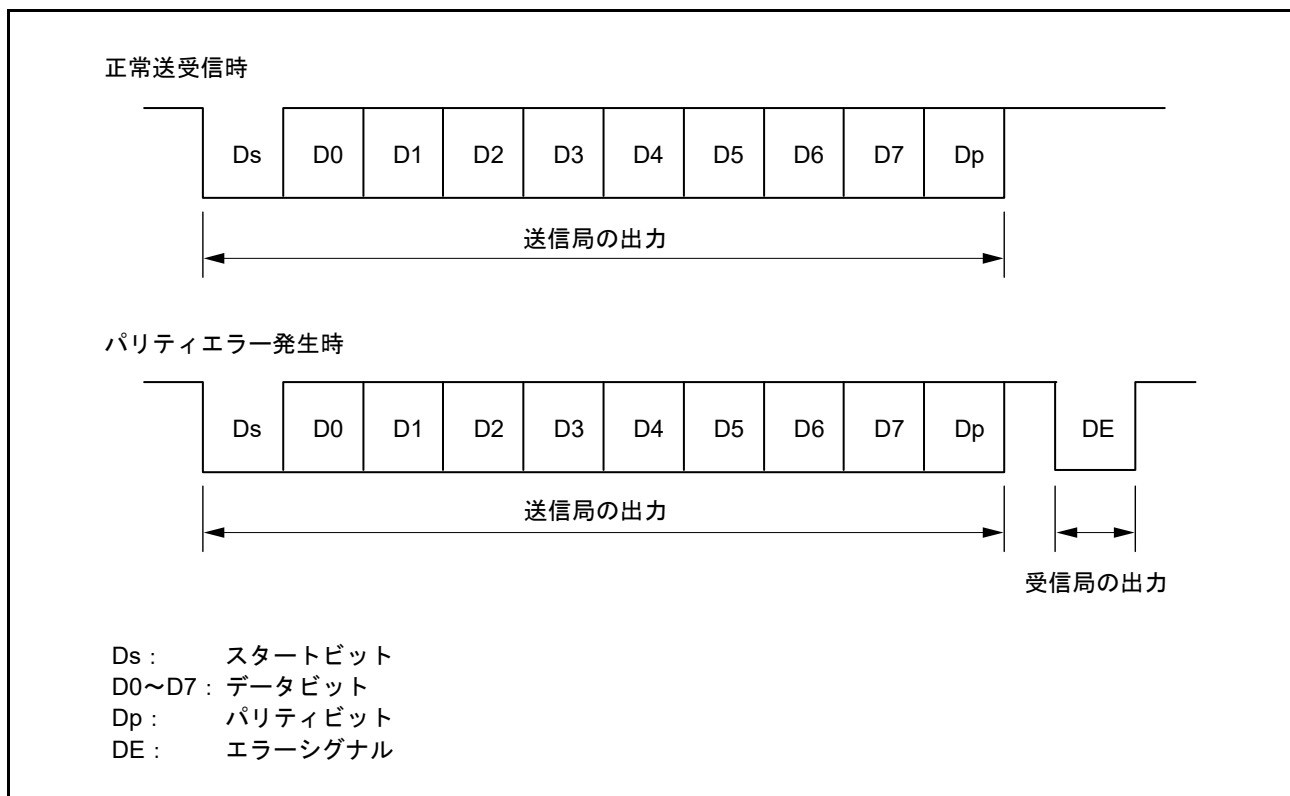 正常送受信時
Ds D0 D1 D2 D3 D4 D5 D6 D7 Dp
送信局の出力
パリティエラー発生時
Ds D0 D1 D2 D3 D4 D5 D6 D7 Dp DE
送信局の出力
受信局の出力
Ds： スタートビット
D0～D7： データビット
Dp： パリティビット
DE： エラーシグナル